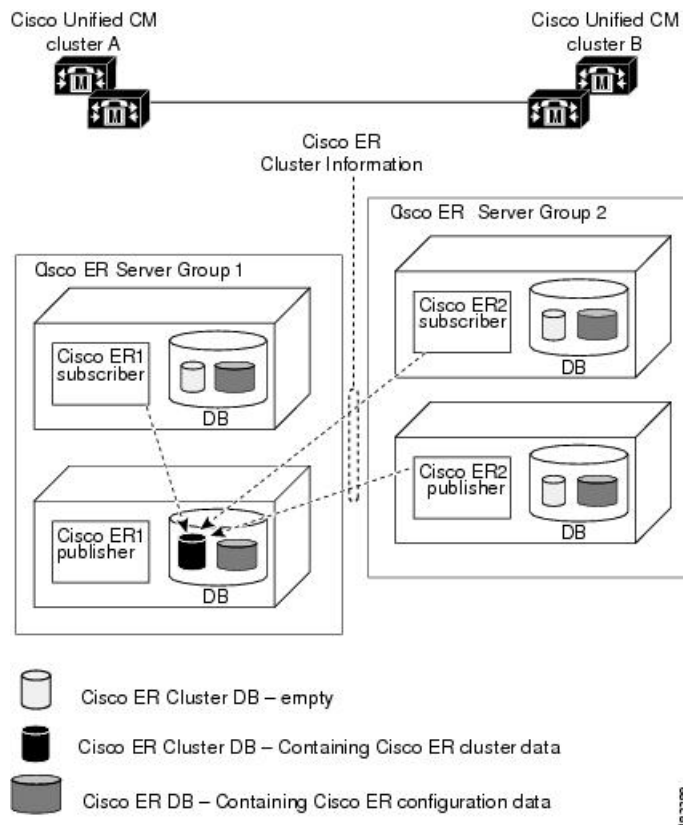 Cisco Unified CM
cluster A
Cisco Unified CM
cluster B
M
M
M
M
Cisco ER
Cluster Information
Cisco ER Server Group 2
Cisco ER Server Group 1
Cisco ER2
subscriber
DB
Cisco ER1
subscriber
DB
Cisco ER2
publisher
DB
Cisco ER1
publisher
DB
Cisco ER Cluster DB – empty
Cisco ER Cluster DB – Containing Cisco ER cluster data
Cisco ER DB – Containing Cisco ER configuration data